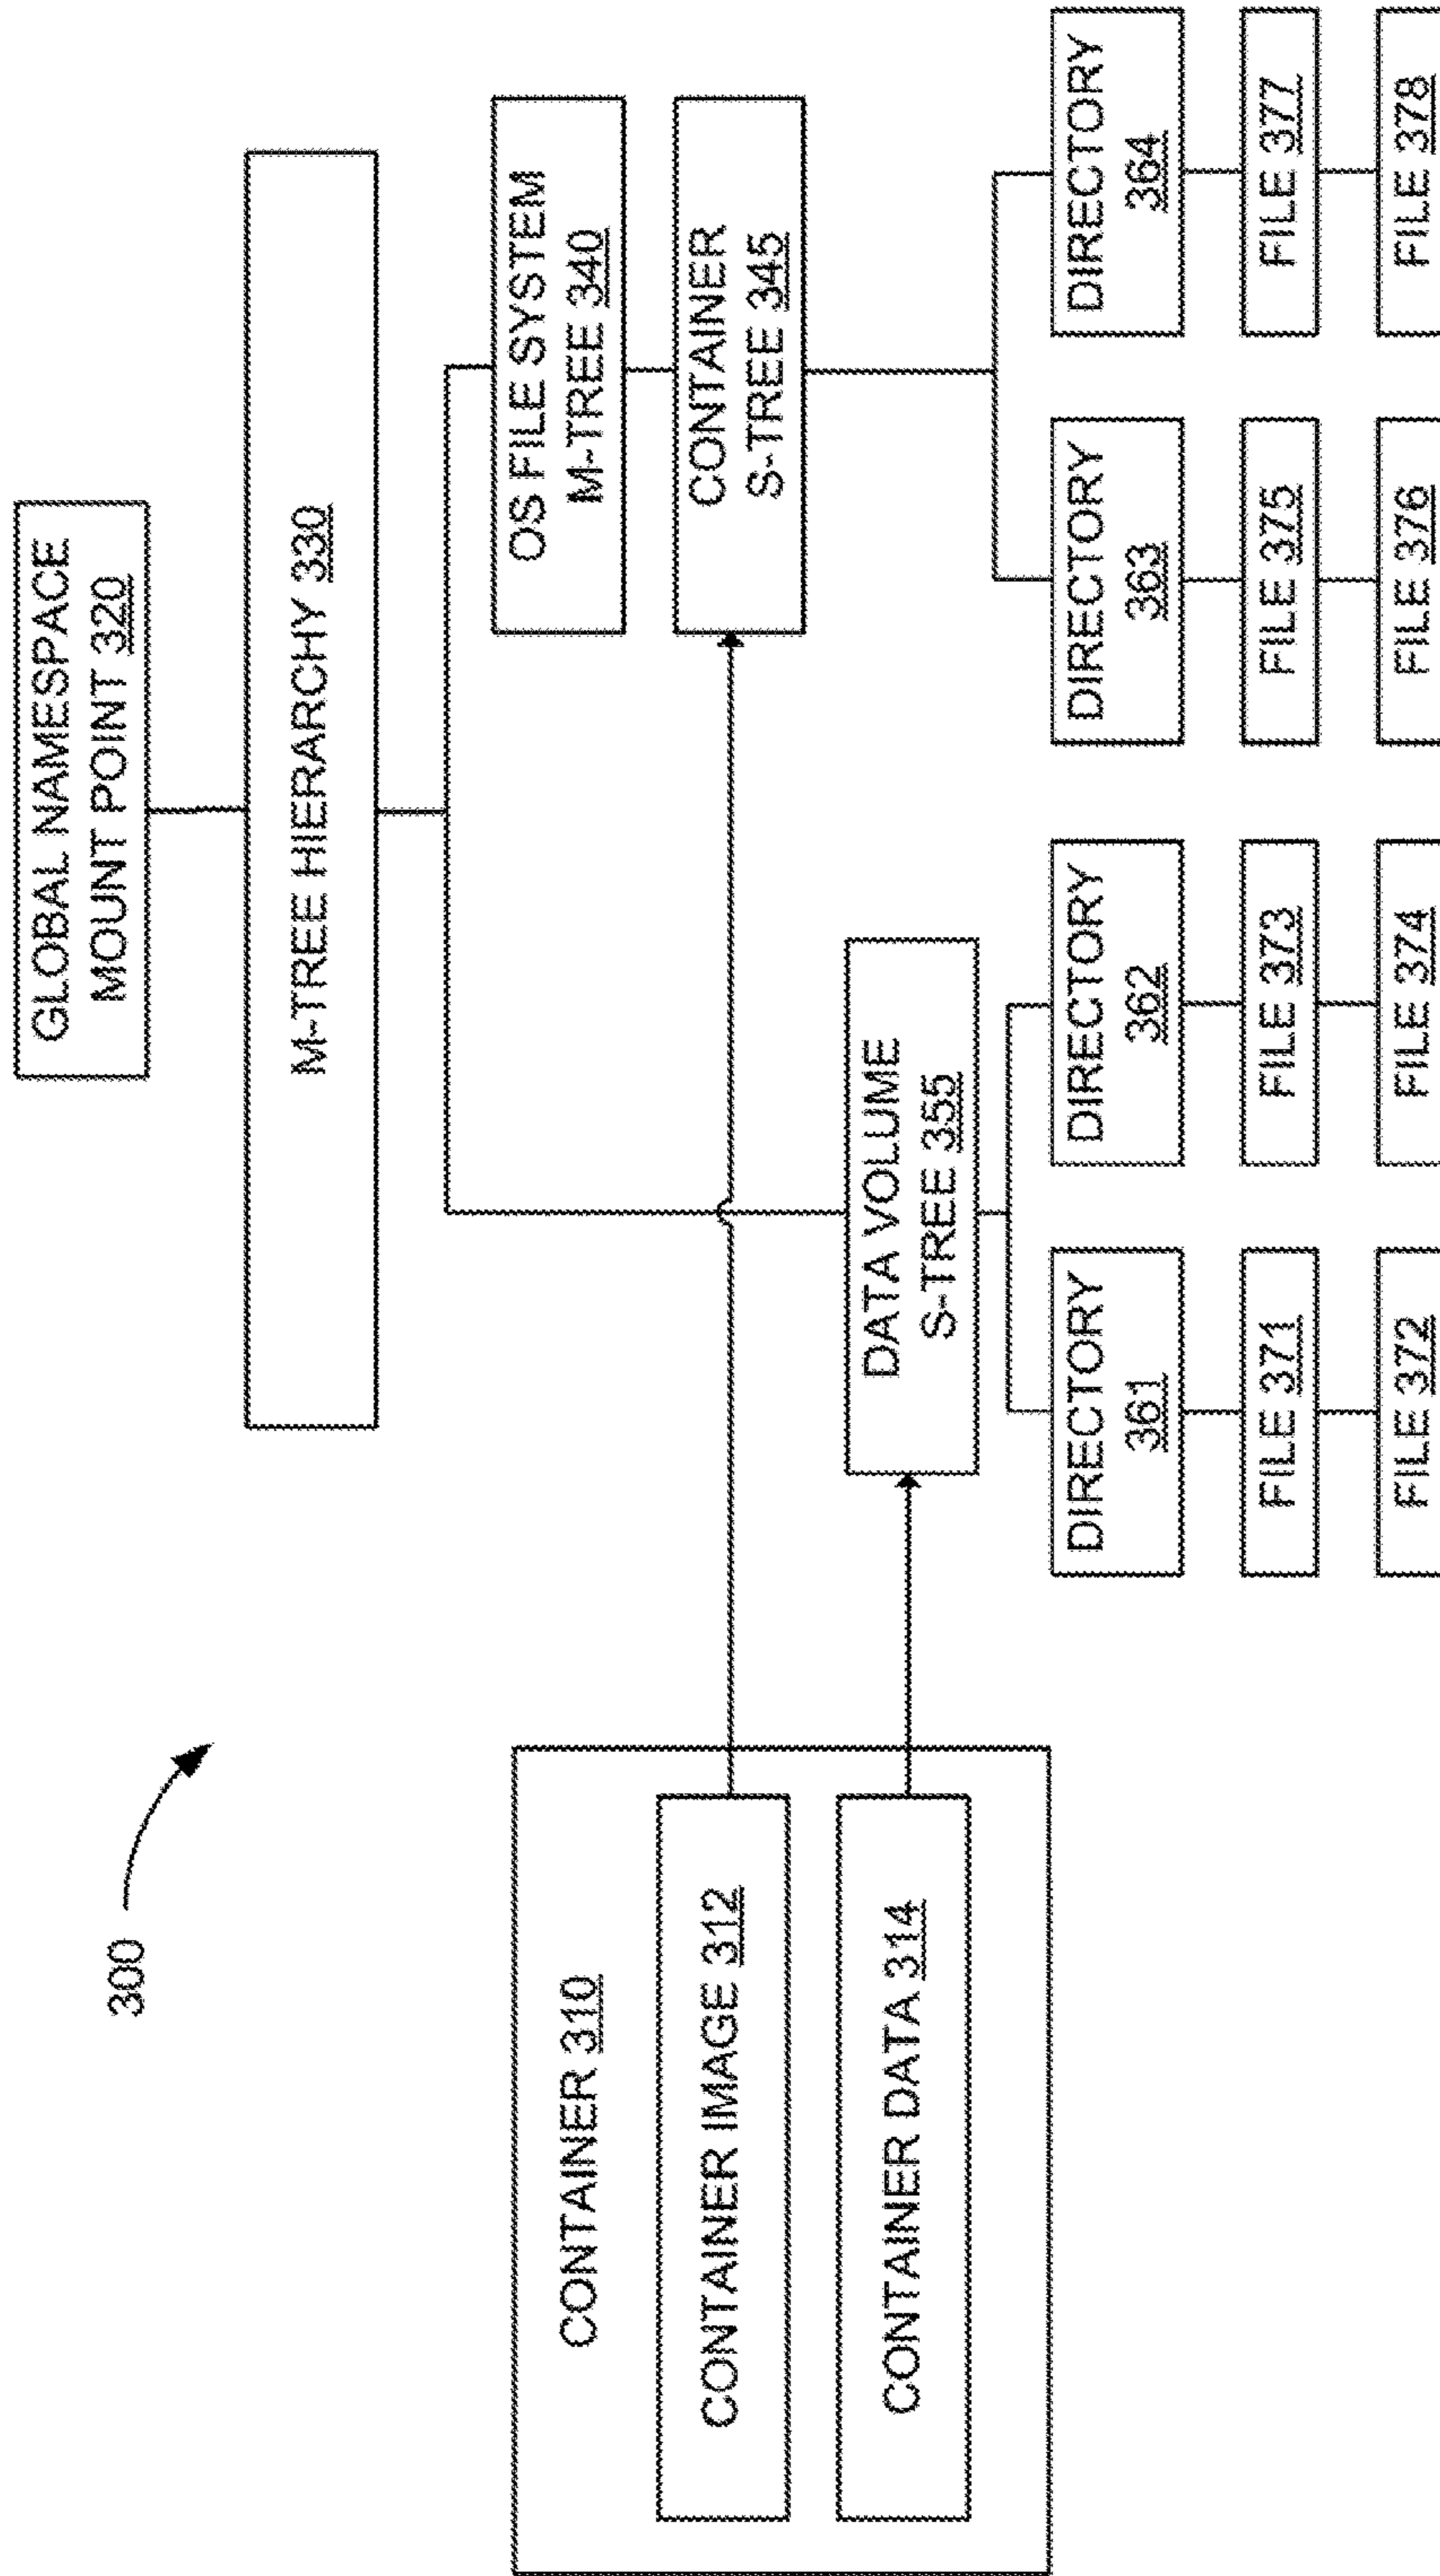 300
GLOBAL NAMESPACE
MOUNT POINT 320
M-TREE HIERARCHY 330
CONTAINER 310
CONTAINER IMAGE 312
CONTAINER DATA 314
OS FILE SYSTEM
M-TREE 340
CONTAINER
S-TREE 345
DATA VOLUME
S-TREE 355
DIRECTORY
361
DIRECTORY
362
DIRECTORY
363
DIRECTORY
364
FILE 371
FILE 373
FILE 375
FILE 377
FILE 372
FILE 374
FILE 376
FILE 378